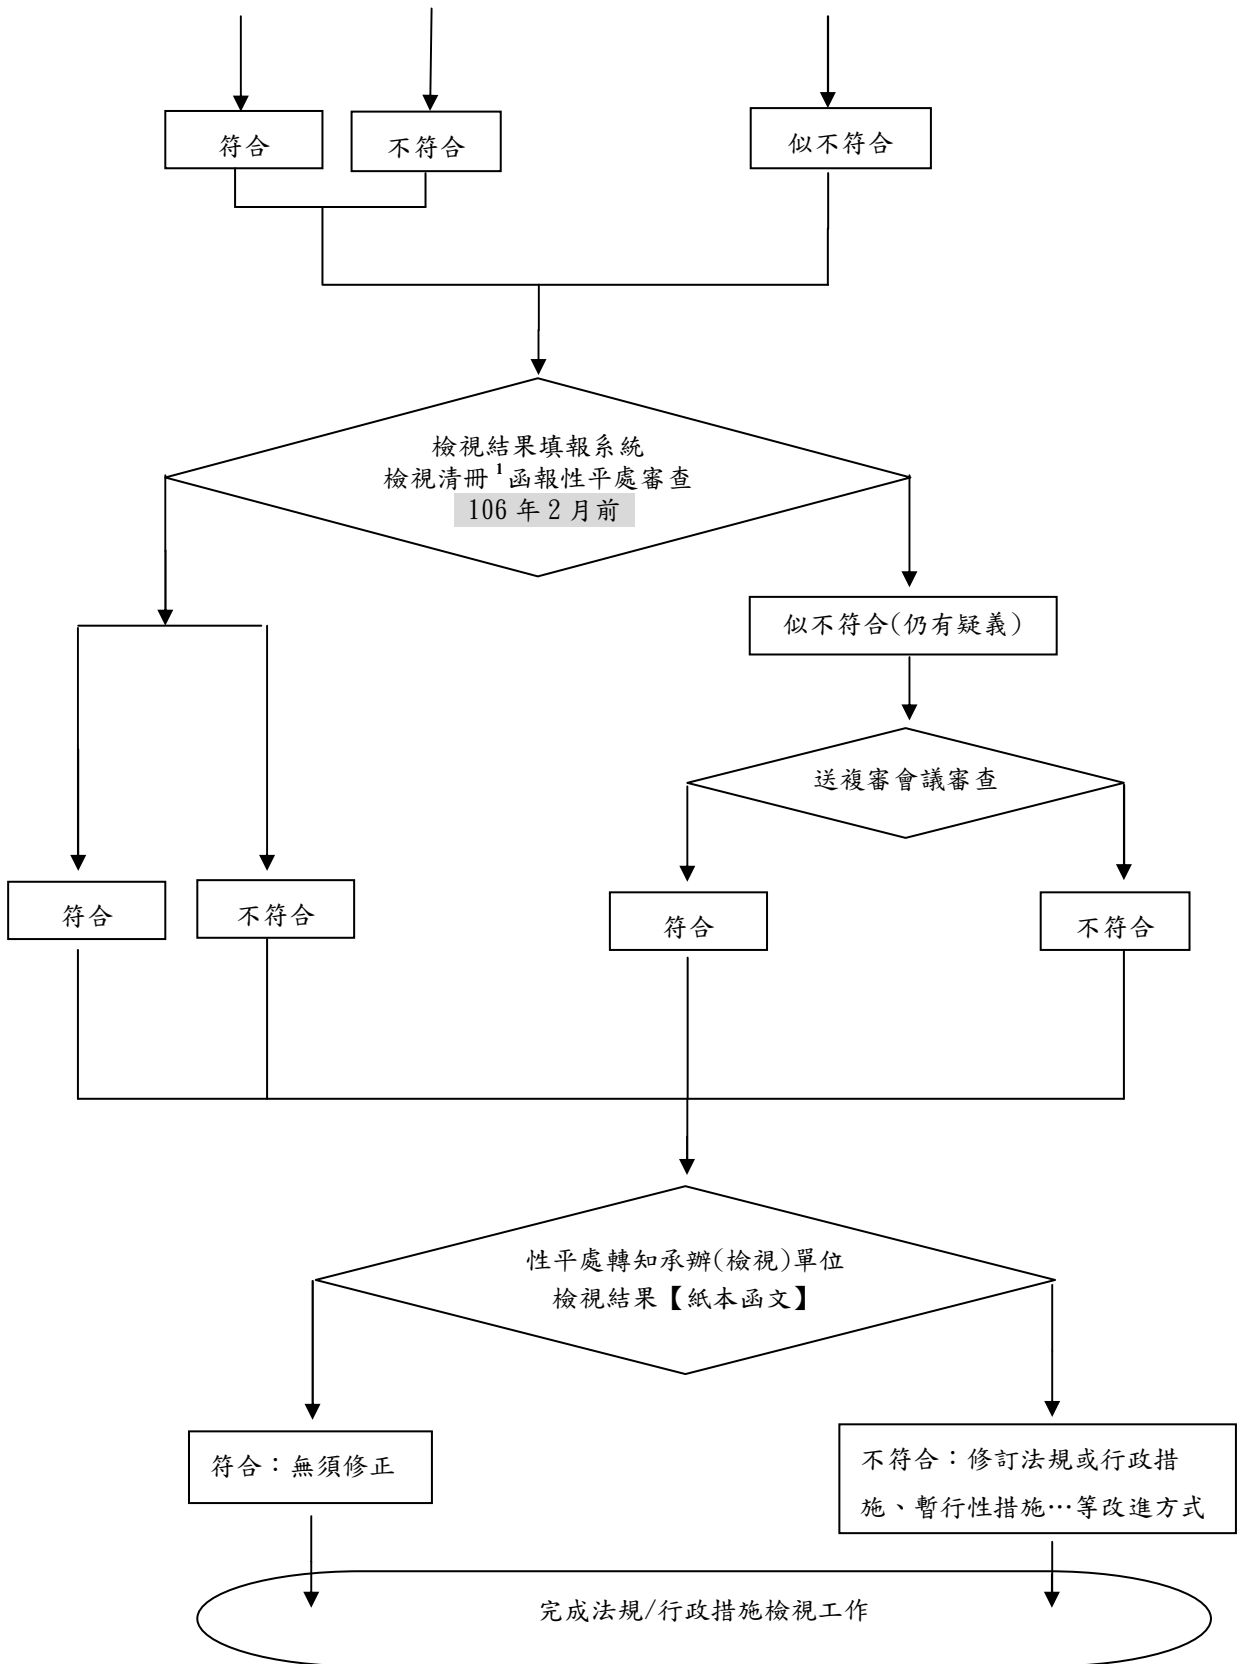 符合
不符合
似不符合
檢視結果填報系統
檢視清冊1函報性平處審查
106 年 2 月前
似不符合(仍有疑義)
送複審會議審查
符合
不符合
符合
不符合
性平處轉知承辦(檢視)單位
檢視結果【紙本函文】
符合：無須修正
不符合：修訂法規或行政措
施、暫行性措施…等改進方式
完成法規/行政措施檢視工作